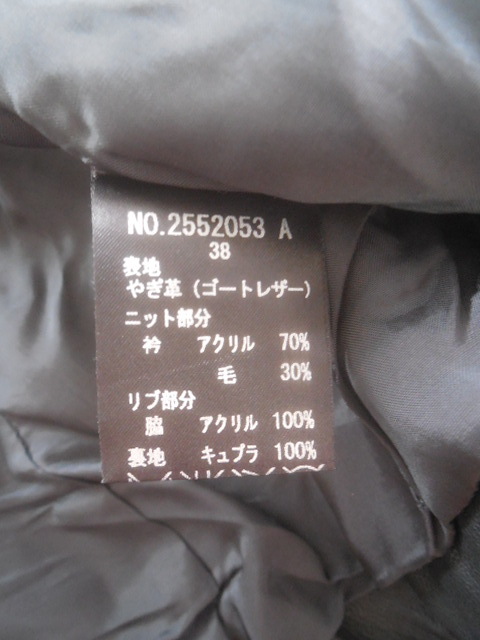 NO.2552053 A
38
表地
やぎ革（ゴートレザー）
ニット部分
衿 アクリル 70%
毛 30%
リブ部分
脇 アクリル 100%
裏地 キュプラ 100%